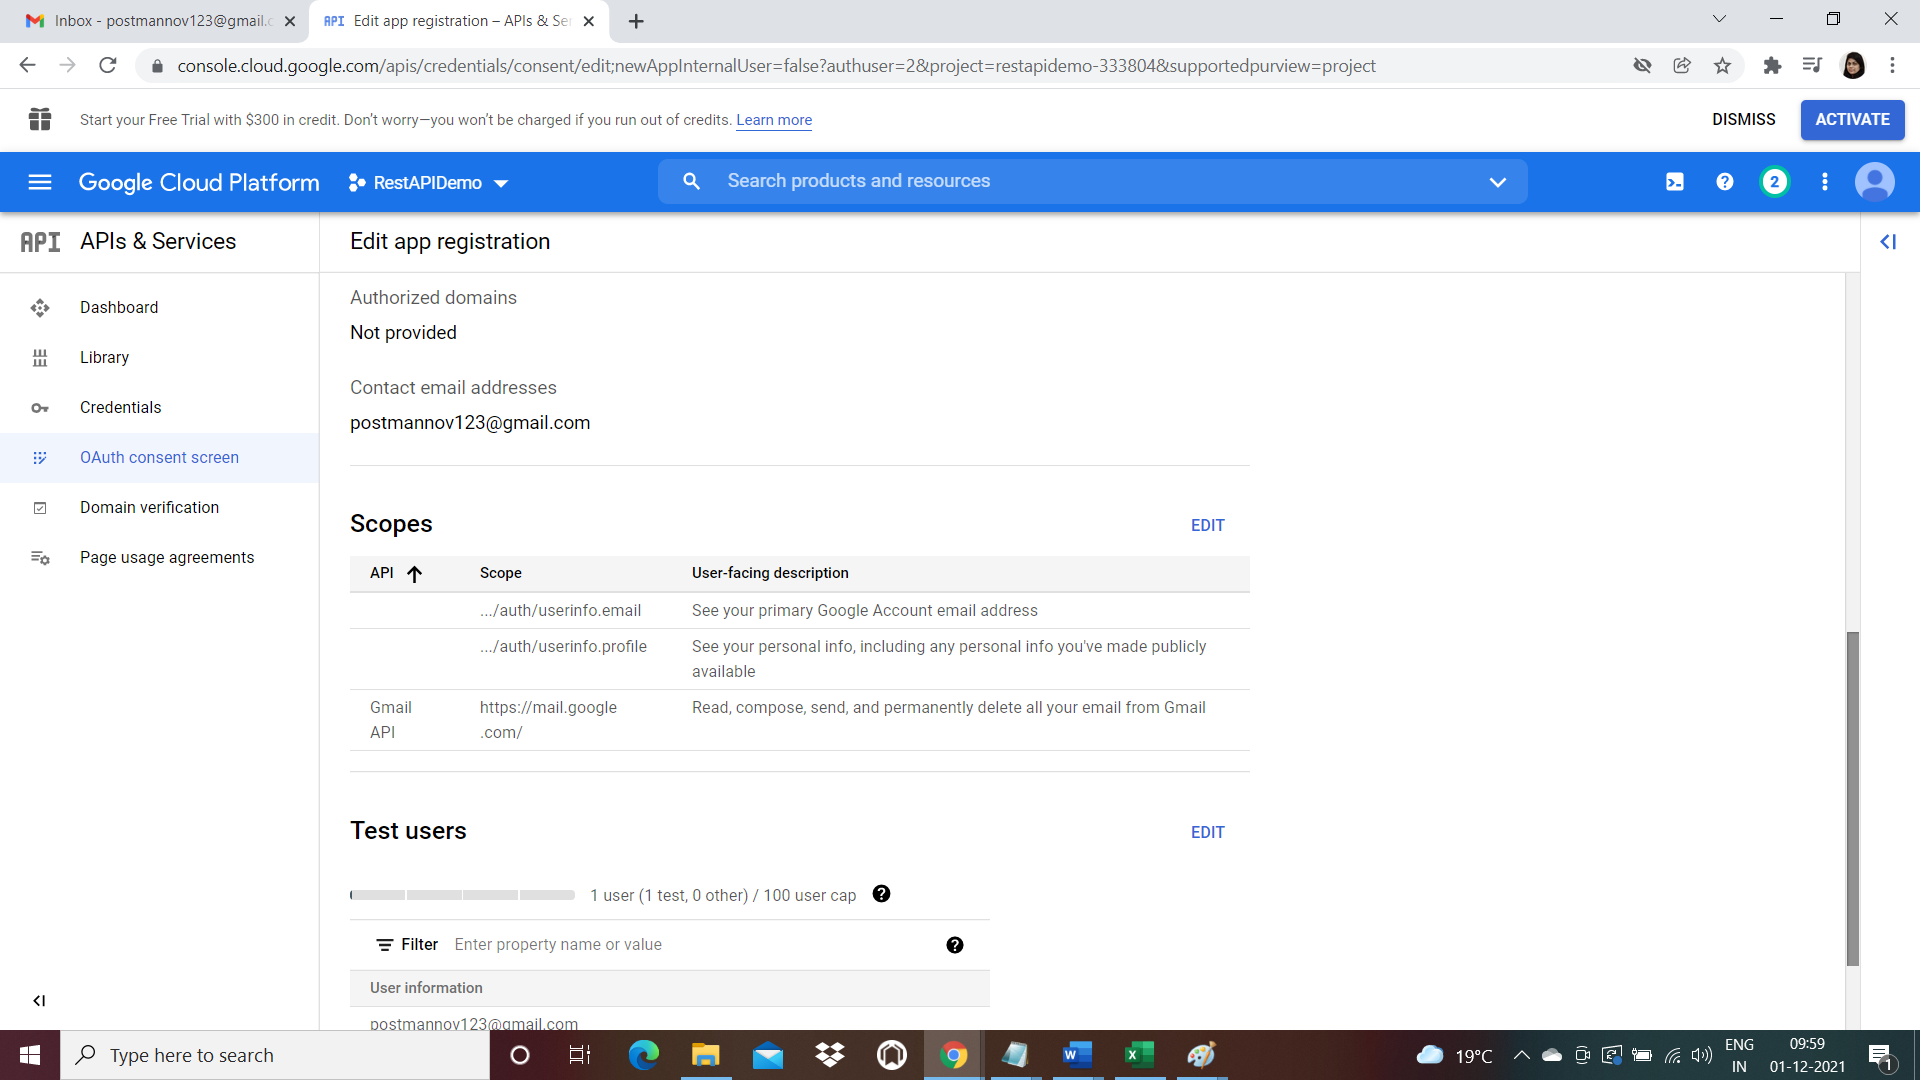 Inbox - postmannov123@gmail.c
API Edit app registration – APIs & Se
console.cloud.google.com/apis/credentials/consent/edit;newAppInternalUser=false?authuser=2&project=restapidemo-333804&supportedpurview=project
Start your Free Trial with $300 in credit. Don't worry—you won't be charged if you run out of credits. Learn more
DISMISS
ACTIVATE
Google Cloud Platform
RestAPIDemo
Search products and resources
2
API APIs & Services
Edit app registration
Dashboard
Library
Credentials
OAuth consent screen
Domain verification
Page usage agreements
Authorized domains
Not provided
Contact email addresses
postmannov123@gmail.com
Scopes
EDIT
API Scope User-facing description
.../auth/userinfo.email See your primary Google Account email address
.../auth/userinfo.profile See your personal info, including any personal info you've made publicly
available
Gmail https://mail.google Read, compose, send, and permanently delete all your email from Gmail
API .com/
Test users
EDIT
1 user (1 test, 0 other) / 100 user cap
Filter Enter property name or value
User information
postmannov123@gmail.com
Type here to search
19°C
ENG
IN
09:59
01-12-2021
1